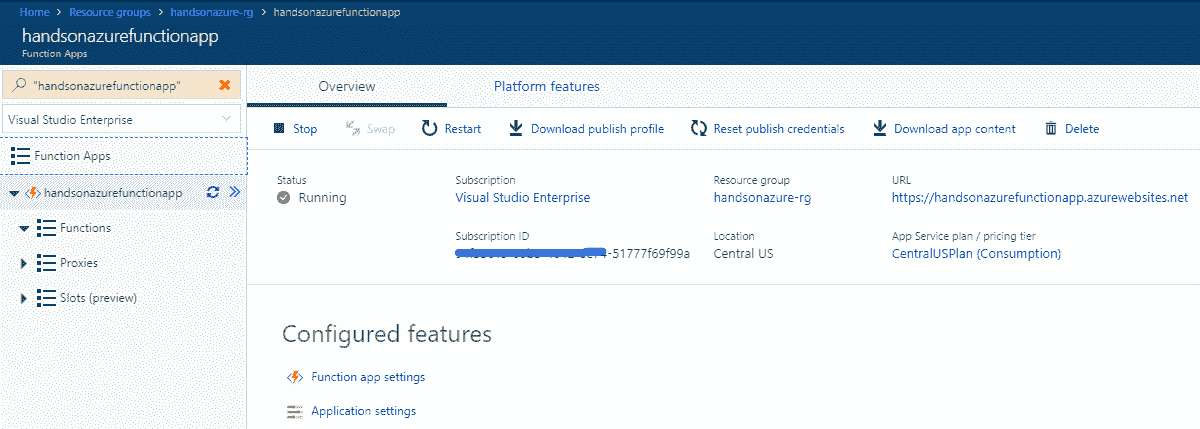 Home > Resource groups > handsonazure-rg > handsonazurefunctionapp
handsonazurefunctionapp
Function Apps
"handsonazurefunctionapp"
Visual Studio Enterprise
Function Apps
handsonazurefunctionapp
Functions
Proxies
Slots (preview)
Overview Platform features
Stop Swap Restart Download publish profile Reset publish credentials Download app content Delete
Status Subscription Resource group URL
Running Visual Studio Enterprise handsonazure-rg https://handsonazurefunctionapp.azurewebsites.net
Subscription ID Location App Service plan / pricing tier
-51777f69f99a Central US CentralUSPlan (Consumption)
Configured features
Function app settings
Application settings